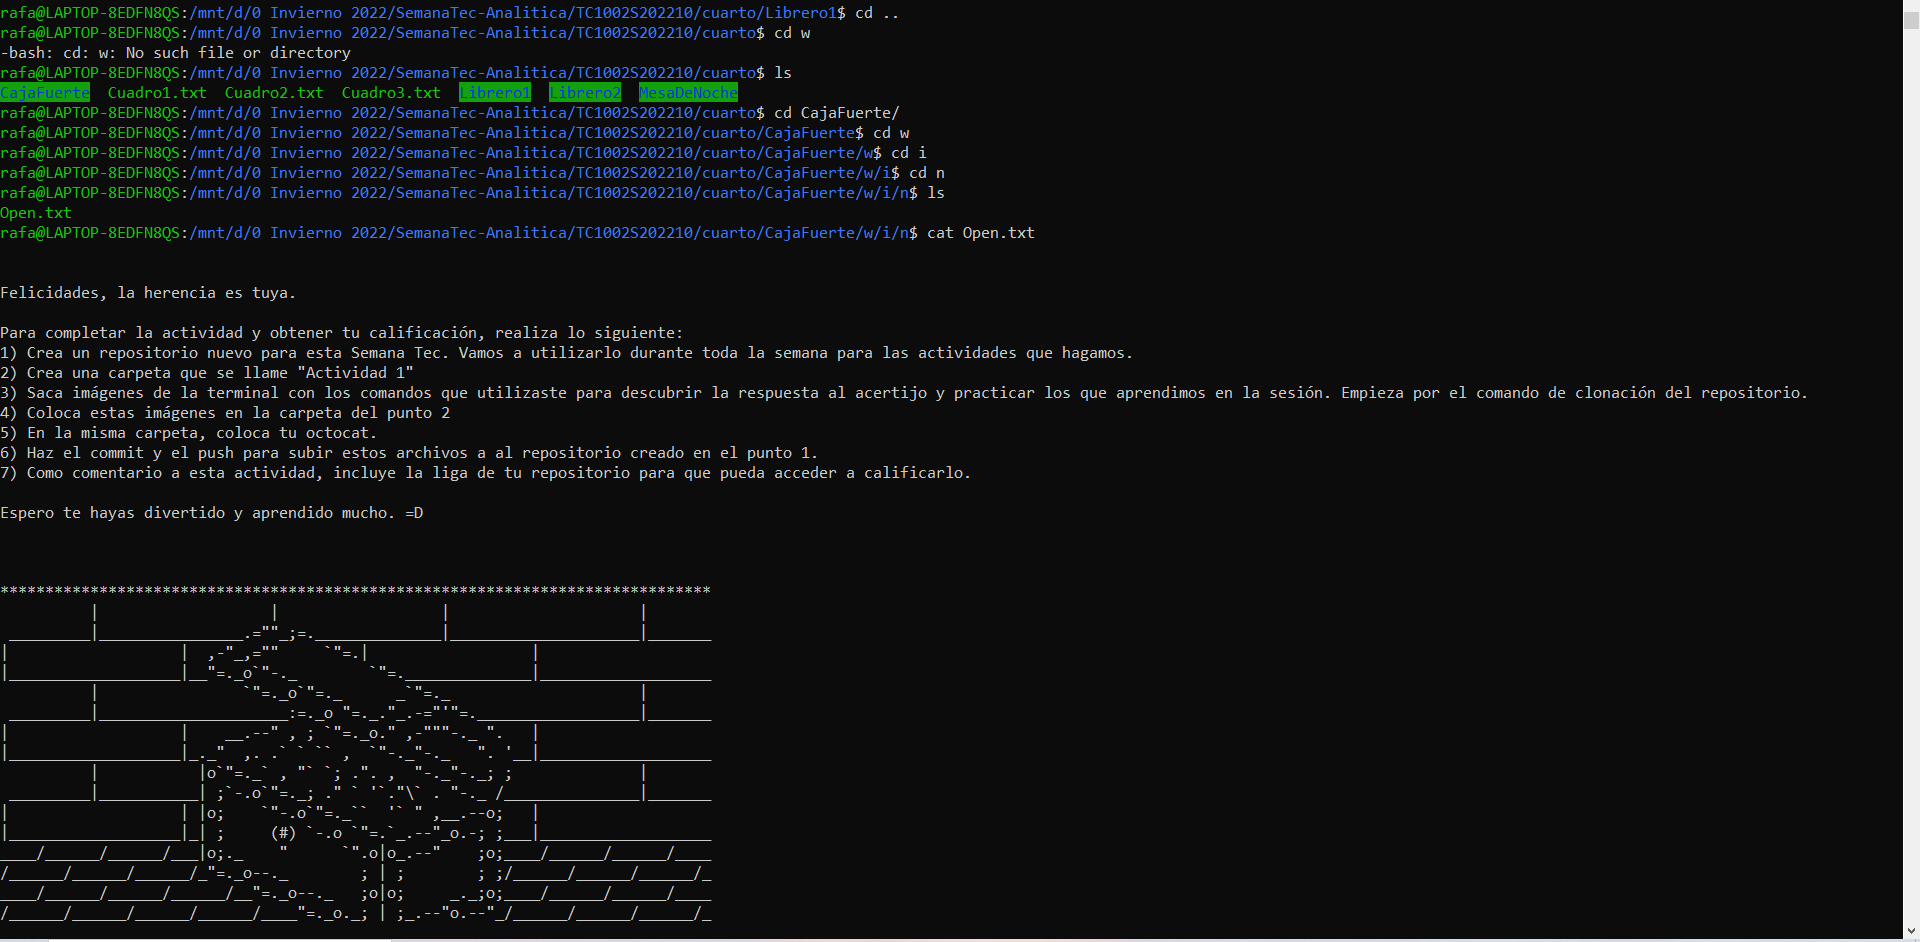 rafa@LAPTOP-8EDFN8QS:/mnt/d/0 Invierno 2022/SemanaTec-Analitica/TC1002S202210/cuarto/Librero1$ cd ..
rafa@LAPTOP-8EDFN8QS:/mnt/d/0 Invierno 2022/SemanaTec-Analitica/TC1002S202210/cuarto$ cd w
-bash: cd: w: No such file or directory
rafa@LAPTOP-8EDFN8QS:/mnt/d/0 Invierno 2022/SemanaTec-Analitica/TC1002S202210/cuarto$ ls
CajaFuerte  Cuadro1.txt  Cuadro2.txt  Cuadro3.txt  Librero1  Librero2  MesaDeNoche
rafa@LAPTOP-8EDFN8QS:/mnt/d/0 Invierno 2022/SemanaTec-Analitica/TC1002S202210/cuarto$ cd CajaFuerte/
rafa@LAPTOP-8EDFN8QS:/mnt/d/0 Invierno 2022/SemanaTec-Analitica/TC1002S202210/cuarto/CajaFuerte$ cd w
rafa@LAPTOP-8EDFN8QS:/mnt/d/0 Invierno 2022/SemanaTec-Analitica/TC1002S202210/cuarto/CajaFuerte/w$ cd i
rafa@LAPTOP-8EDFN8QS:/mnt/d/0 Invierno 2022/SemanaTec-Analitica/TC1002S202210/cuarto/CajaFuerte/w/i$ cd n
rafa@LAPTOP-8EDFN8QS:/mnt/d/0 Invierno 2022/SemanaTec-Analitica/TC1002S202210/cuarto/CajaFuerte/w/i/n$ ls
Open.txt
rafa@LAPTOP-8EDFN8QS:/mnt/d/0 Invierno 2022/SemanaTec-Analitica/TC1002S202210/cuarto/CajaFuerte/w/i/n$ cat Open.txt
Felicidades, la herencia es tuya.
Para completar la actividad y obtener tu calificación, realiza lo siguiente:
1) Crea un repositorio nuevo para esta Semana Tec. Vamos a utilizarlo durante toda la semana para las actividades que hagamos.
2) Crea una carpeta que se llame "Actividad 1"
3) Saca imágenes de la terminal con los comandos que utilizaste para descubrir la respuesta al acertijo y practicar los que aprendimos en la sesión. Empieza por el comando de clonación del repositorio.
4) Coloca estas imágenes en la carpeta del punto 2
5) En la misma carpeta, coloca tu octocat.
6) Haz el commit y el push para subir estos archivos a al repositorio creado en el punto 1.
7) Como comentario a esta actividad, incluye la liga de tu repositorio para que pueda acceder a calificarlo.
Espero te hayas divertido y aprendido mucho. =D